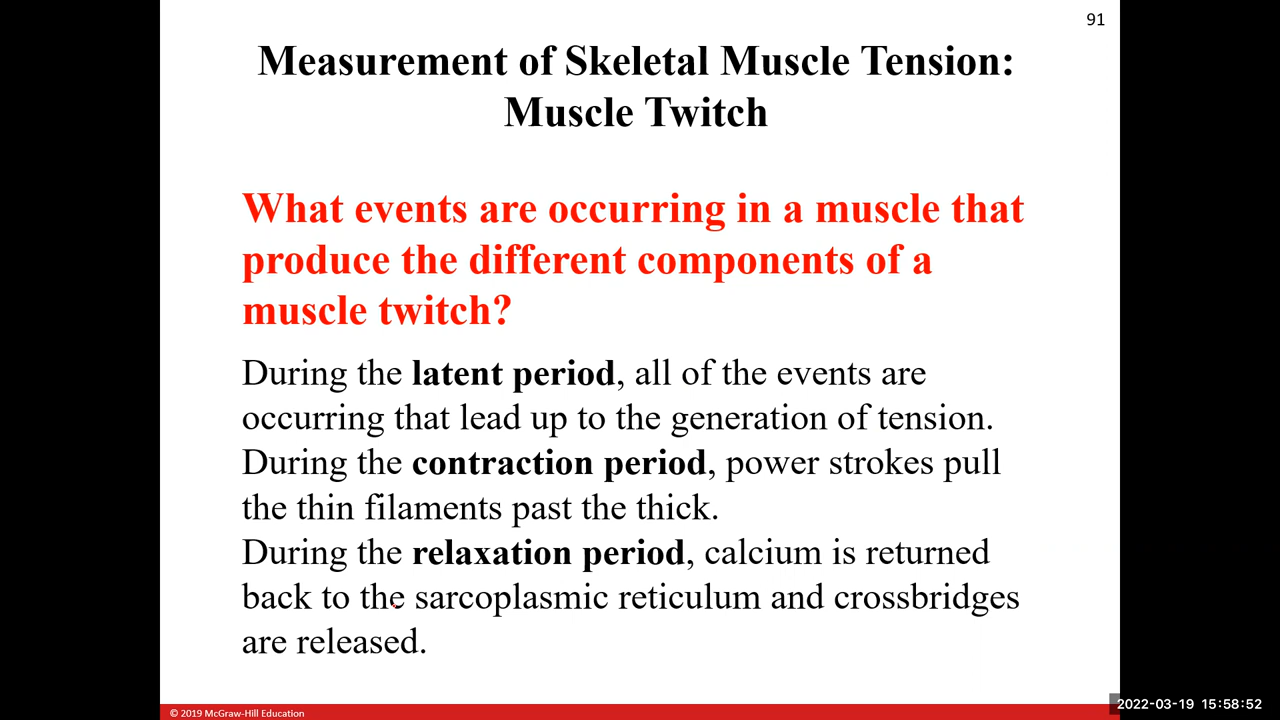 91
Measurement of Skeletal Muscle Tension:
Muscle Twitch
What events are occurring in a muscle that
produce the different components of a
muscle twitch?
During the latent period, all of the events are
occurring that lead up to the generation of tension.
During the contraction period, power strokes pull
the thin filaments past the thick.
During the relaxation period, calcium is returned
back to the sarcoplasmic reticulum and crossbridges
are released.
© 2019 McGraw-Hill Education
2022-03-19 15:58:52